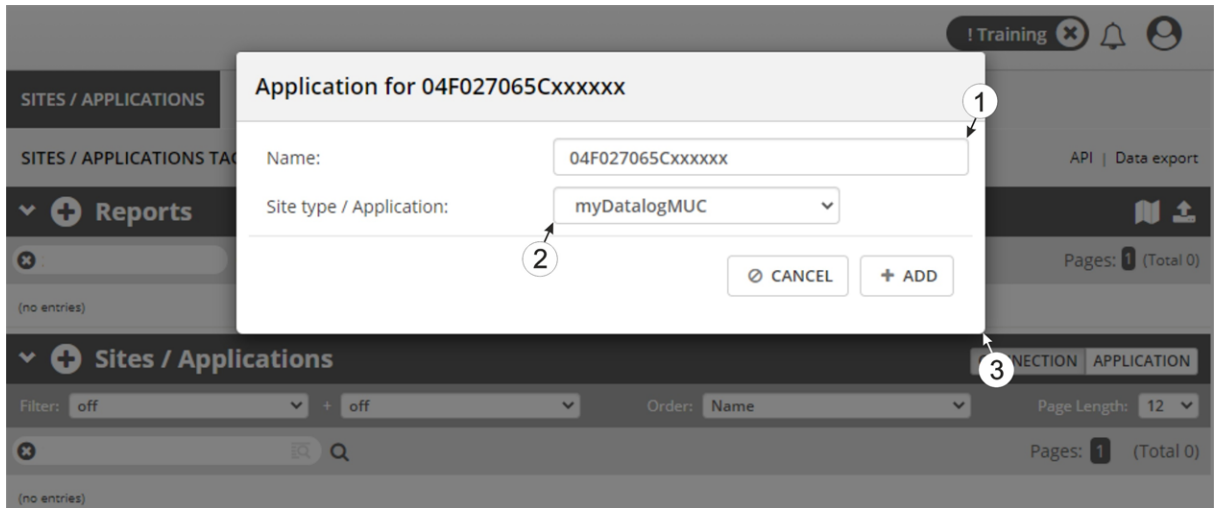 ! Training
Application for 04F027065Cxxxxxx
1
SITES / APPLICATIONS
SITES / APPLICATIONS
Name:
04F027065Cxxxxxx
API | Data export
Reports
Site type / Application:
myDatalogMUC
2
Pages: 1 (Total 0)
CANCEL
+ ADD
(no entries)
Sites / Applications
3
APPLICATION
Filter: off + off Order: Name Page Length: 12
Pages: 1 (Total 0)
(no entries)